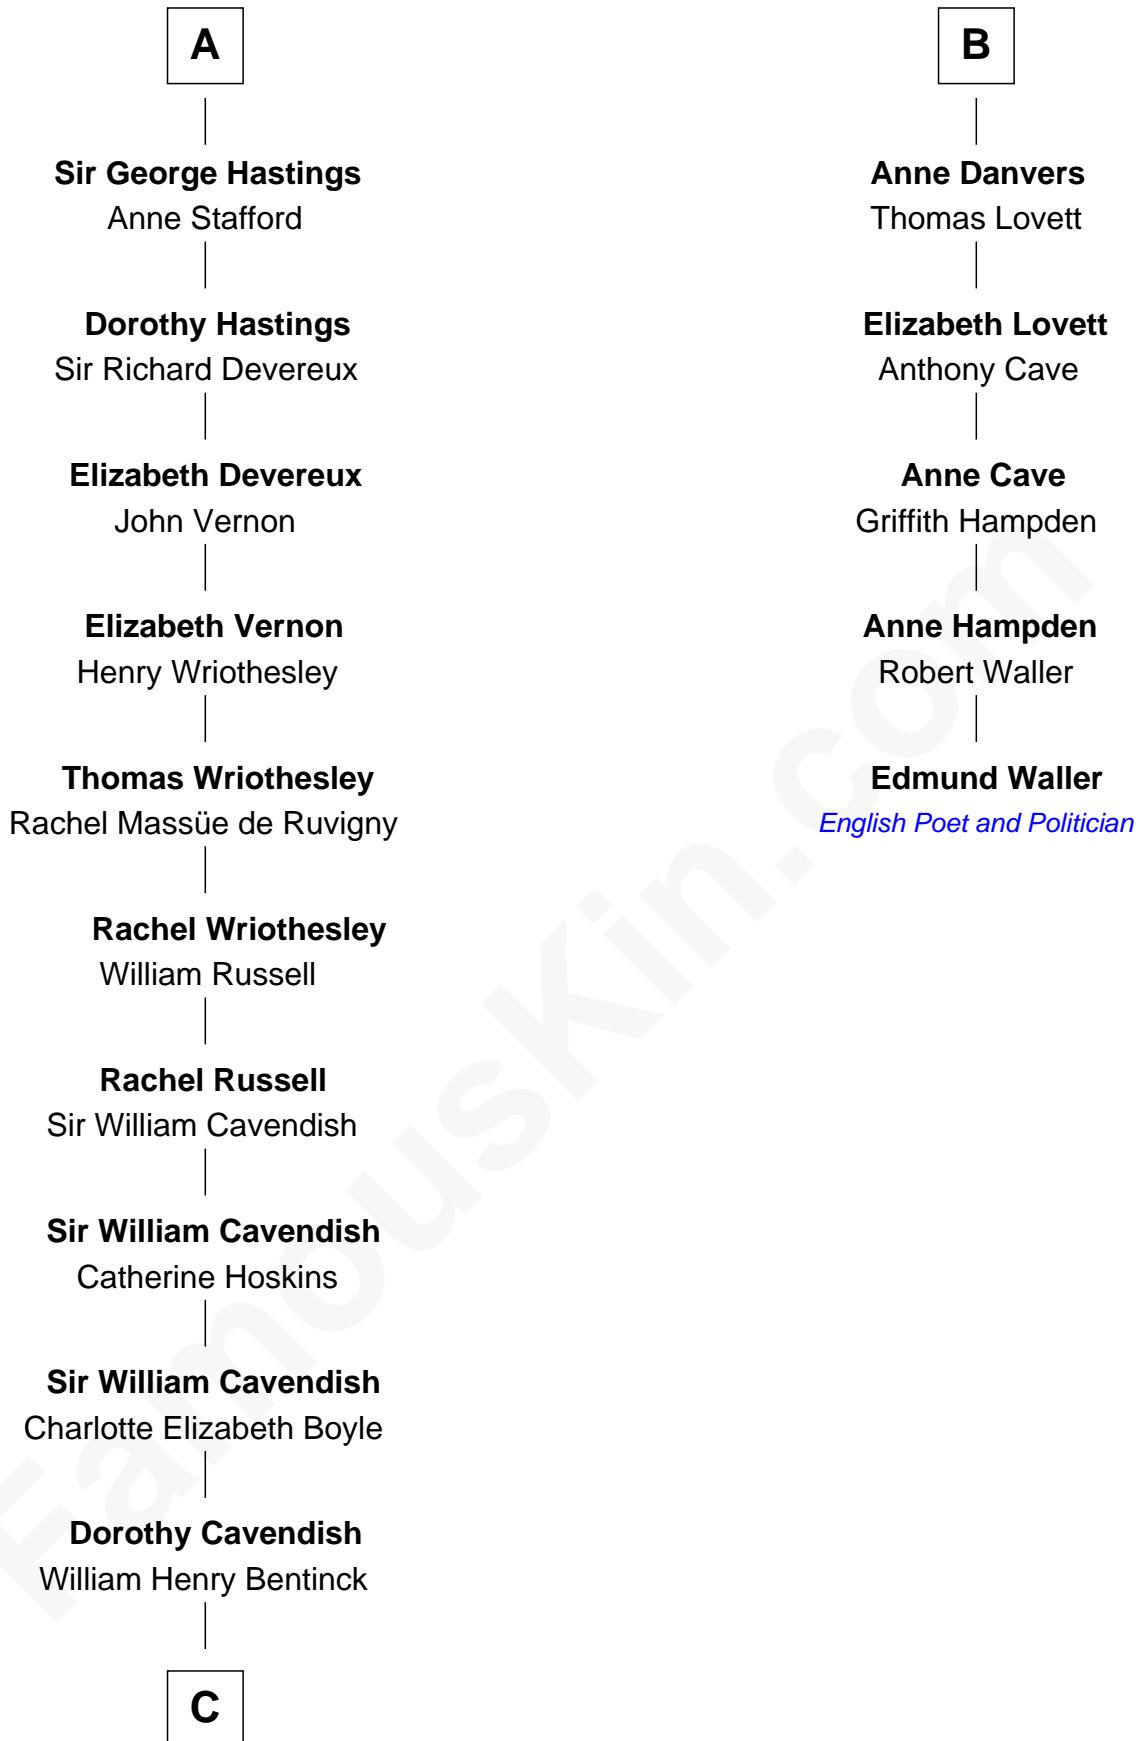 A
Sir George Hastings
Anne Stafford
Dorothy Hastings
Sir Richard Devereux
Elizabeth Devereux
John Vernon
Elizabeth Vernon
Henry Wriothesley
Thomas Wriothesley
Rachel Massüe de Ruvigny
Rachel Wriothesley
William Russell
Rachel Russell
Sir William Cavendish
Sir William Cavendish
Catherine Hoskins
Sir William Cavendish
Charlotte Elizabeth Boyle
Dorothy Cavendish
William Henry Bentinck
C
B
Anne Danvers
Thomas Lovett
Elizabeth Lovett
Anthony Cave
Anne Cave
Griffith Hampden
Anne Hampden
Robert Waller
Edmund Waller
English Poet and Politician
FamousKin.com